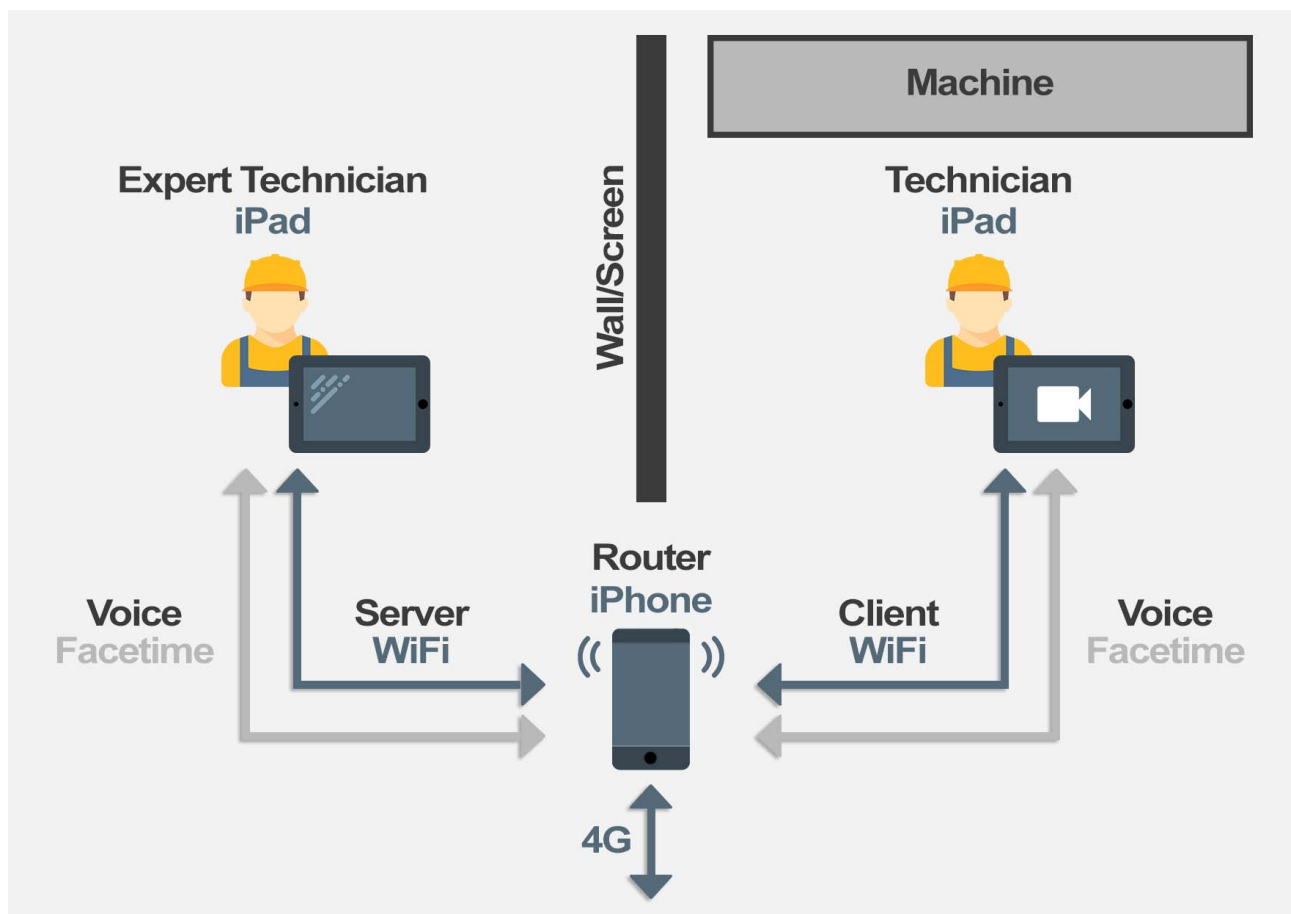 Machine
Expert Technician
iPad
Wall/Screen
Technician
iPad
Router
iPhone
Voice
Facetime
Server
WiFi
Client
WiFi
Voice
Facetime
4G